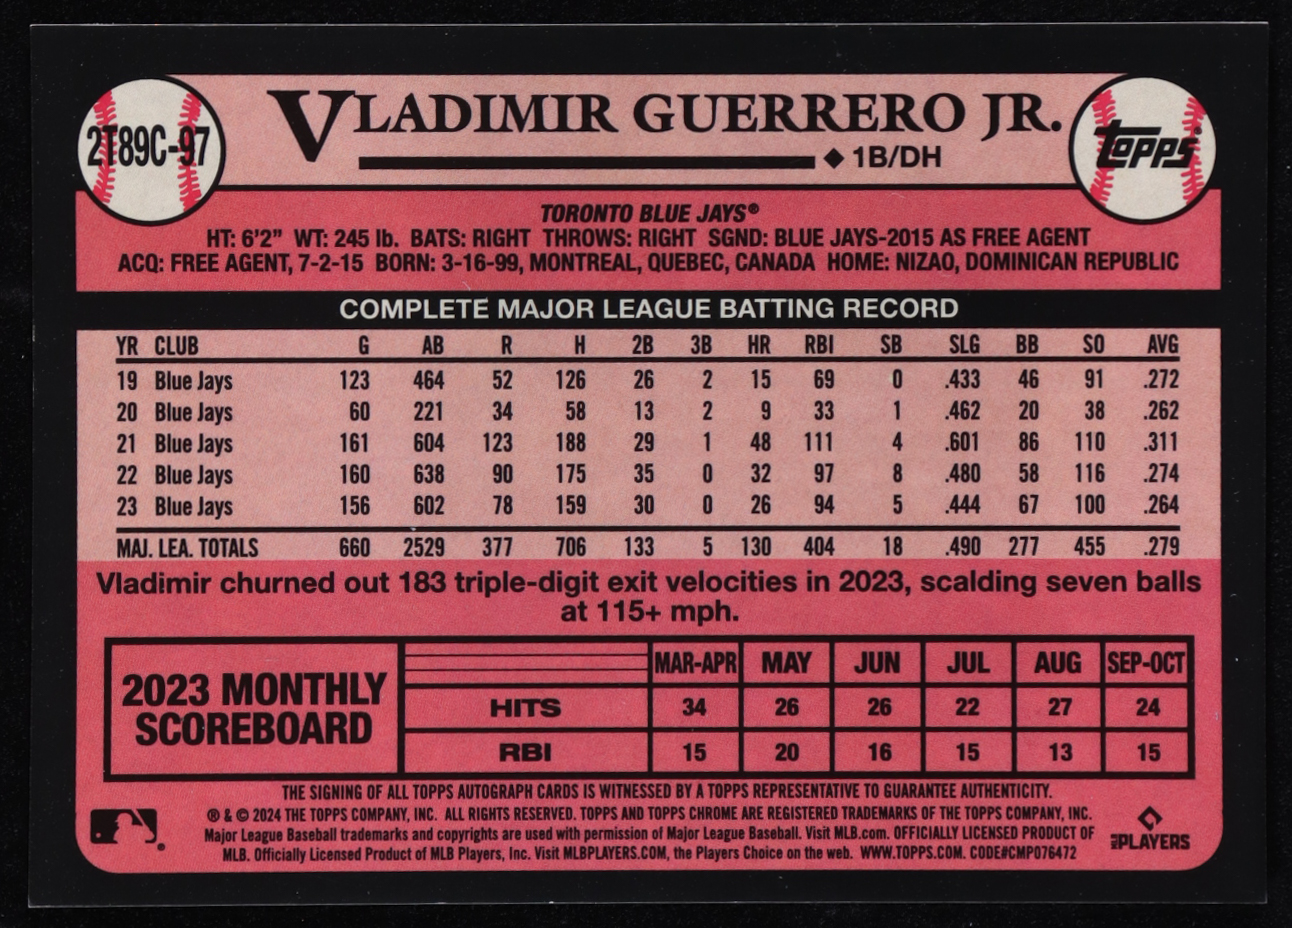 2T89C-97
VLADIMIR GUERRERO JR.
◆ 1B/DH
TOPPS®
TORONTO BLUE JAYS®
HT: 6'2" WT: 245 lb. BATS: RIGHT THROWS: RIGHT SGND: BLUE JAYS-2015 AS FREE AGENT
ACQ: FREE AGENT, 7-2-15 BORN: 3-16-99, MONTREAL, QUEBEC, CANADA HOME: NIZAO, DOMINICAN REPUBLIC
COMPLETE MAJOR LEAGUE BATTING RECORD
YR CLUB G AB R H 2B 3B HR RBI SB SLG BB SO AVG
19 Blue Jays 123 464 52 126 26 2 15 69 0 .433 46 91 .272
20 Blue Jays 60 221 34 58 13 2 9 33 1 .462 20 38 .262
21 Blue Jays 161 604 123 188 29 1 48 111 4 .601 86 110 .311
22 Blue Jays 160 638 90 175 35 0 32 97 8 .480 58 116 .274
23 Blue Jays 156 602 78 159 30 0 26 94 5 .444 67 100 .264
MAJ. LEA. TOTALS 660 2529 377 706 133 5 130 404 18 .490 277 455 .279
Vladimir churned out 183 triple-digit exit velocities in 2023, scalding seven balls
at 115+ mph.
2023 MONTHLY
SCOREBOARD
MAR-APR MAY JUN JUL AUG SEP-OCT
HITS 34 26 26 22 27 24
RBI 15 20 16 15 13 15
THE SIGNING OF ALL TOPPS AUTOGRAPH CARDS IS WITNESSED BY A TOPPS REPRESENTATIVE TO GUARANTEE AUTHENTICITY.
® & © 2024 THE TOPPS COMPANY, INC. ALL RIGHTS RESERVED. TOPPS AND TOPPS CHROME ARE REGISTERED TRADEMARKS OF THE TOPPS COMPANY, INC.
Major League Baseball trademarks and copyrights are used with permission of Major League Baseball. Visit MLB.com. OFFICIALLY LICENSED PRODUCT OF
MLB. Officially Licensed Product of MLB Players, Inc. Visit MLBPLAYERS.COM, the Players Choice on the web. WWW.TOPPS.COM. CODE#CMP076472
®
MLB PLAYERS